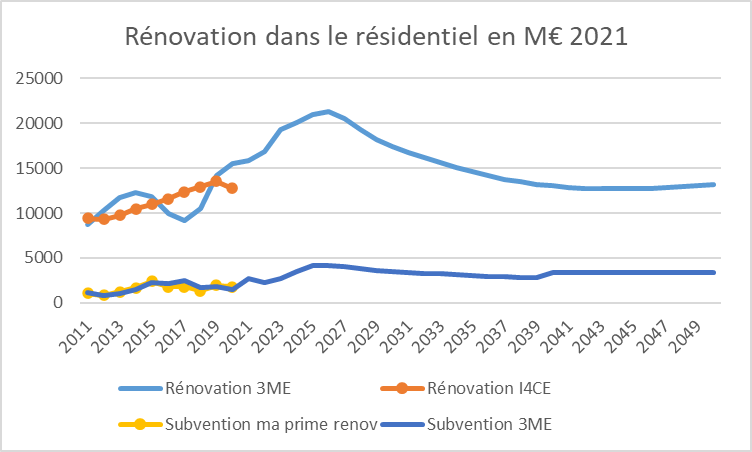 Rénovation dans le résidentiel en M€ 2021
25000
20000
15000
10000
5000
0
2011 2013 2015 2017 2019 2021 2023 2025 2027 2029 2031 2033 2035 2037 2039 2041 2043 2045 2047 2049
Rénovation 3ME Rénovation I4CE
Subvention ma prime renov Subvention 3ME